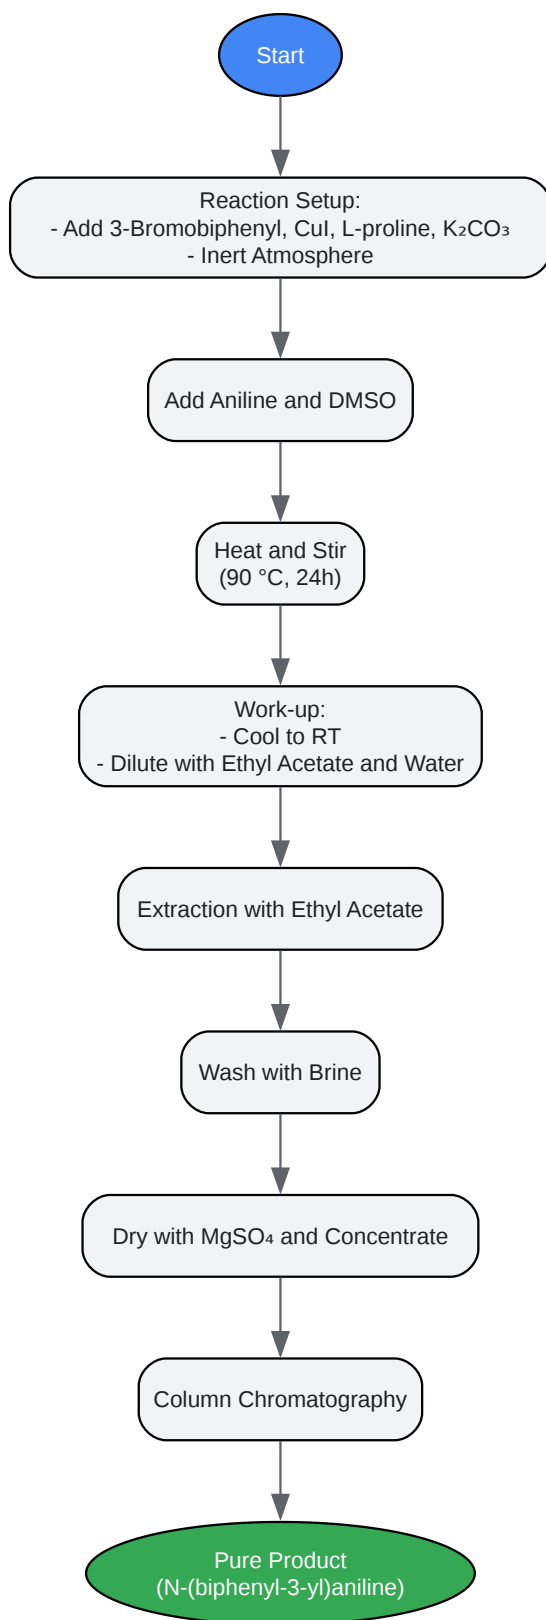 Start
Reaction Setup:
- Add 3-Bromobiphenyl, CuI, L-proline, K₂CO₃
- Inert Atmosphere
Add Aniline and DMSO
Heat and Stir
(90 °C, 24h)
Work-up:
- Cool to RT
- Dilute with Ethyl Acetate and Water
Extraction with Ethyl Acetate
Wash with Brine
Dry with MgSO₄ and Concentrate
Column Chromatography
Pure Product
(N-(biphenyl-3-yl)aniline)